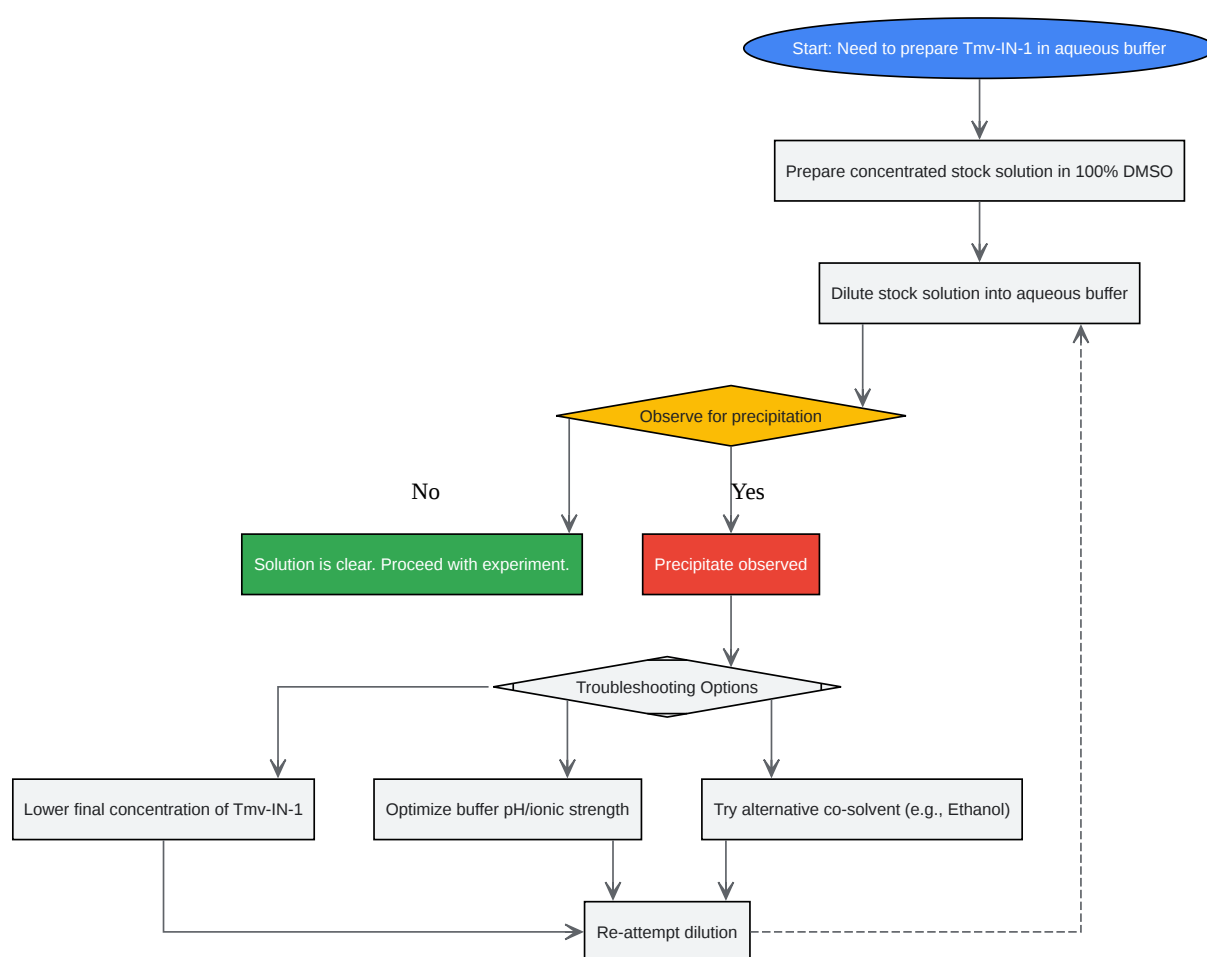 Start: Need to prepare Tmv-IN-1 in aqueous buffer
Prepare concentrated stock solution in 100% DMSO
Dilute stock solution into aqueous buffer
Observe for precipitation
No
Yes
Solution is clear. Proceed with experiment.
Precipitate observed
Troubleshooting Options
Lower final concentration of Tmv-IN-1
Optimize buffer pH/ionic strength
Try alternative co-solvent (e.g., Ethanol)
Re-attempt dilution